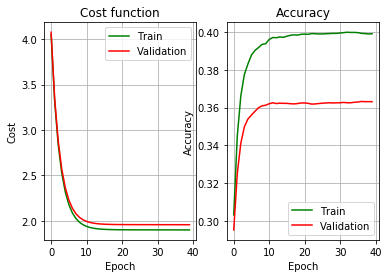 Cost function
Cost
4.0
3.5
3.0
2.5
2.0
Train
Validation
0 10 20 30 40
Epoch
Accuracy
Accuracy
0.40
0.38
0.36
0.34
0.32
0.30
Train
Validation
0 10 20 30 40
Epoch